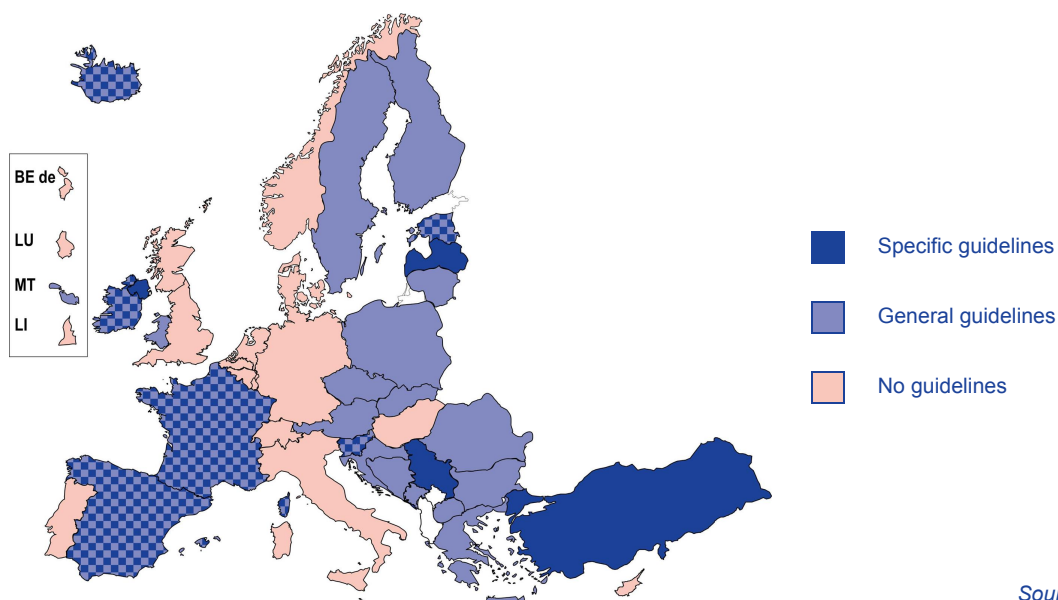 BE de
LU
MT
LI
Specific guidelines
General guidelines
No guidelines